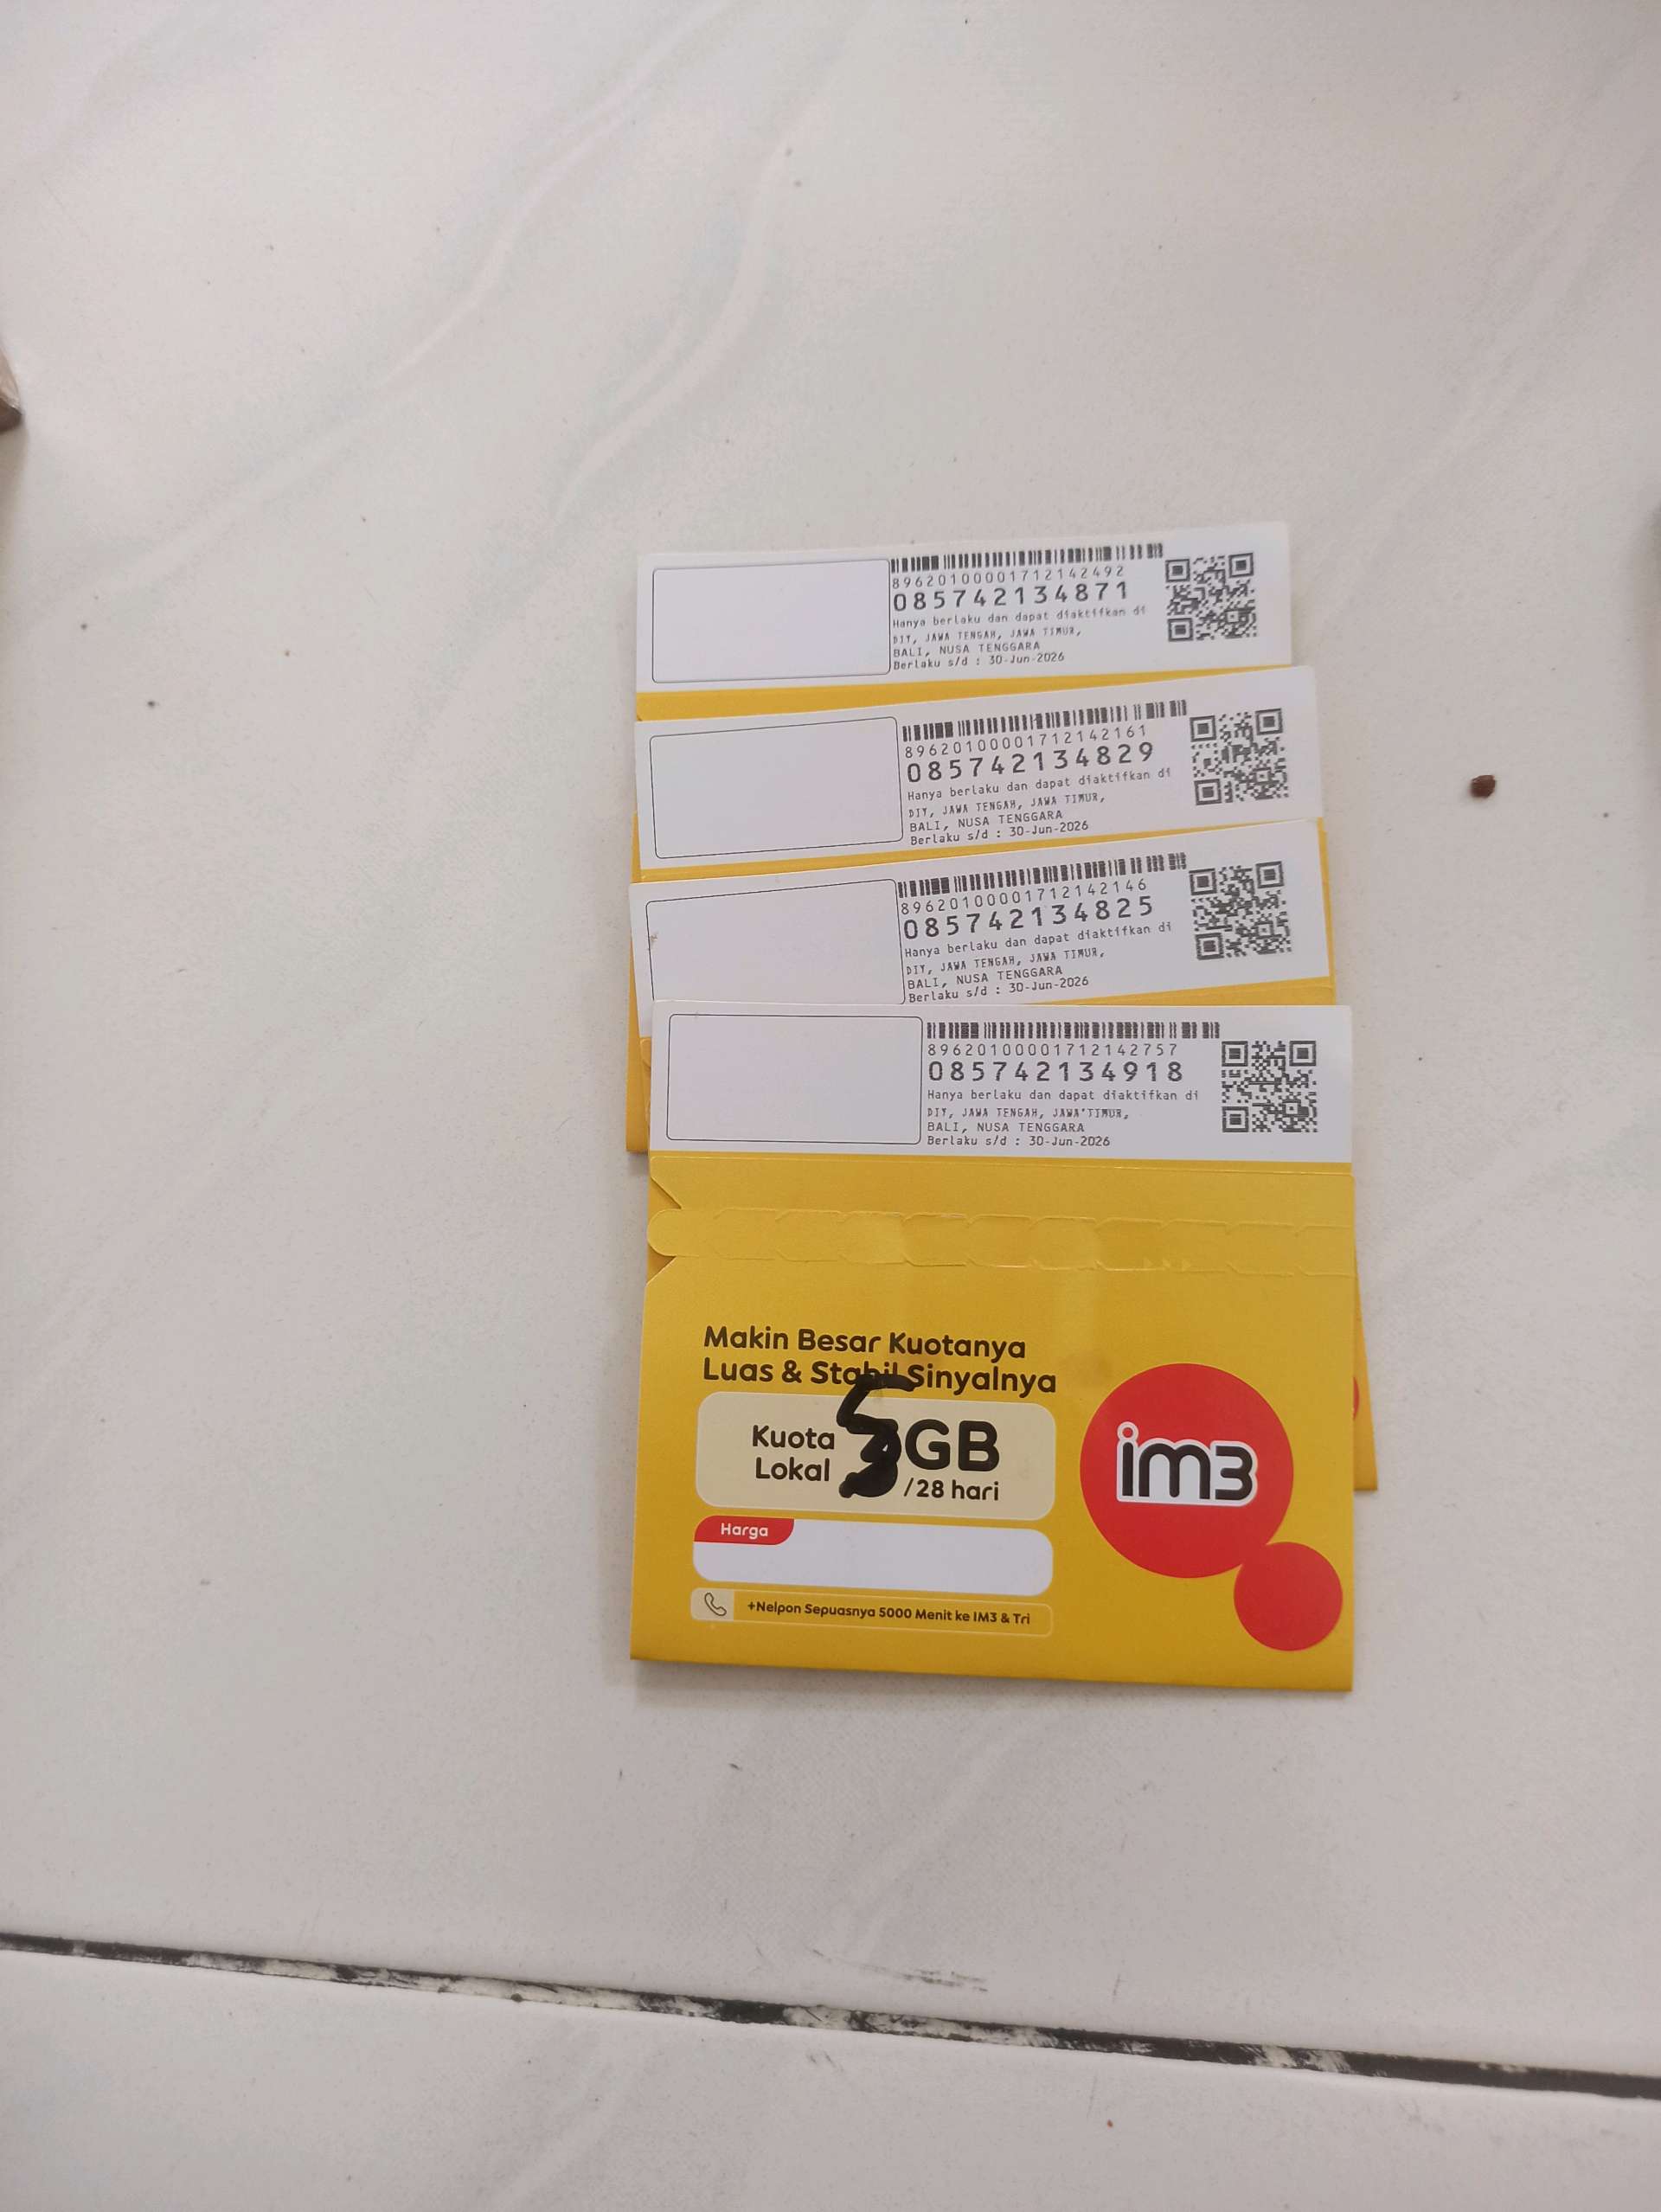 89620100001712142492
085742134871
Hanya berlaku dan dapat diaktifkan di
DIY, JAWA TENGAH, JAWA TIMUR,
BALI, NUSA TENGGARA
Berlaku s/d : 30-Jun-2026
89620100001712142161
085742134829
Hanya berlaku dan dapat diaktifkan di
DIY, JAWA TENGAH, JAWA TIMUR,
BALI, NUSA TENGGARA
Berlaku s/d : 30-Jun-2026
89620100001712142146
085742134825
Hanya berlaku dan dapat diaktifkan di
DIY, JAWA TENGAH, JAWA TIMUR,
BALI, NUSA TENGGARA
Berlaku s/d : 30-Jun-2026
89620100001712142757
085742134918
Hanya berlaku dan dapat diaktifkan di
DIY, JAWA TENGAH, JAWA TIMUR,
BALI, NUSA TENGGARA
Berlaku s/d : 30-Jun-2026
Makin Besar Kuotanya
Luas & Stabil Sinyalnya
Kuota Lokal 5GB
/28 hari
im3
Harga
+Nelpon Sepuasnya 5000 Menit ke IM3 & Tri